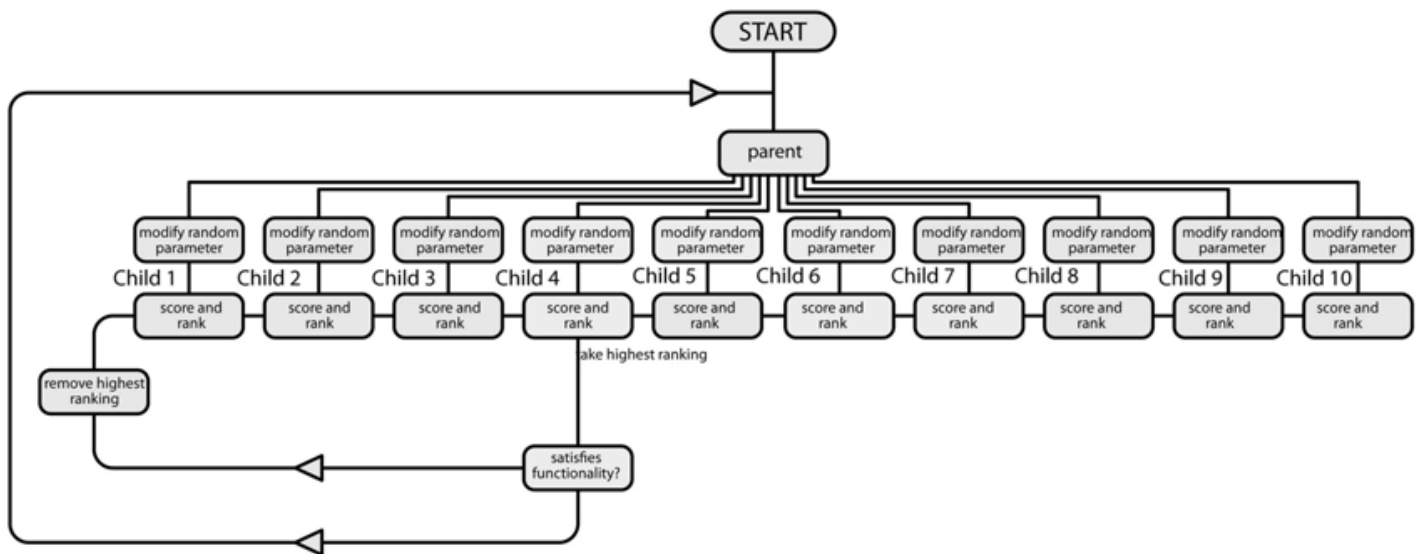 START
parent
modify random
parameter
modify random
parameter
modify random
parameter
modify random
parameter
modify random
parameter
modify random
parameter
modify random
parameter
modify random
parameter
modify random
parameter
modify random
parameter
Child 1
Child 2
Child 3
Child 4
Child 5
Child 6
Child 7
Child 8
Child 9
Child 10
score and
rank
score and
rank
score and
rank
score and
rank
score and
rank
score and
rank
score and
rank
score and
rank
score and
rank
score and
rank
take highest ranking
remove highest
ranking
satisfies
functionality?